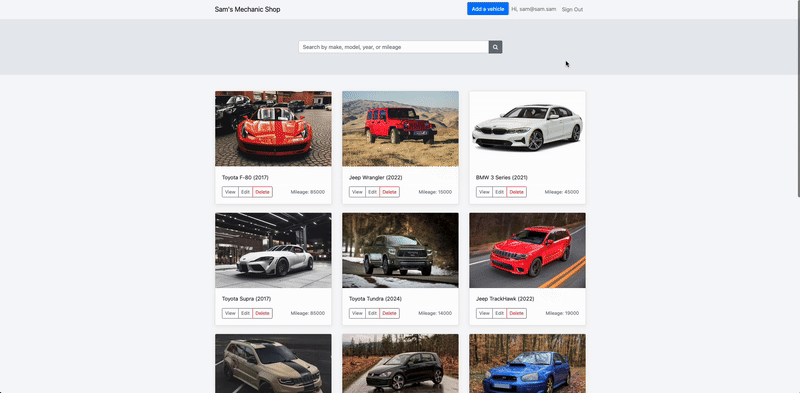 Sam's Mechanic Shop
Add a vehicle Hi, sam@sam.sam Sign Out
Search by make, model, year, or mileage
Toyota F-80 (2017)
View Edit Delete Mileage: 85000
Jeep Wrangler (2022)
View Edit Delete Mileage: 15000
BMW 3 Series (2021)
View Edit Delete Mileage: 45000
Toyota Supra (2017)
View Edit Delete Mileage: 85000
Toyota Tundra (2024)
View Edit Delete Mileage: 14000
Jeep TrackHawk (2022)
View Edit Delete Mileage: 19000